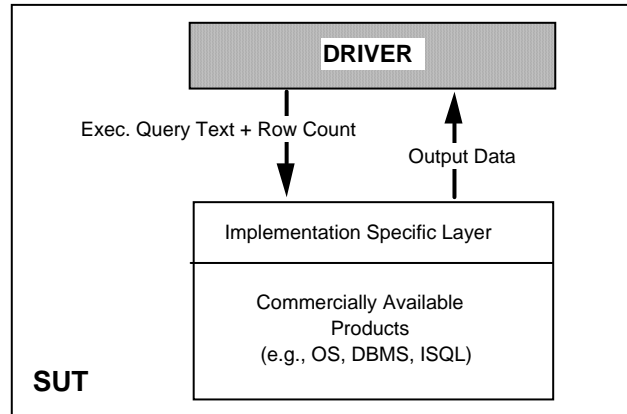 DRIVER
Exec. Query Text + Row Count
Output Data
Implementation Specific Layer
Commercially Available
Products
(e.g., OS, DBMS, ISQL)
SUT